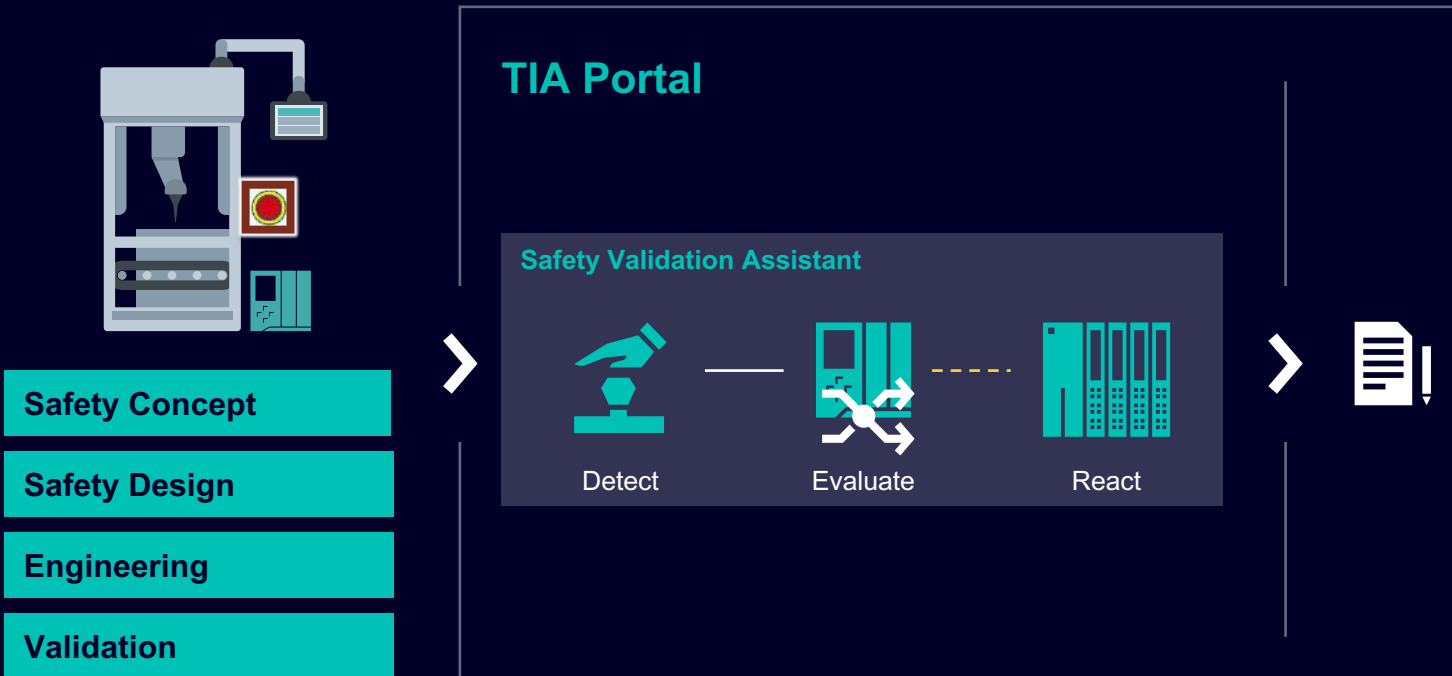 TIA Portal
Safety Validation Assistant
Detect
Evaluate
React
Safety Concept
Safety Design
Engineering
Validation